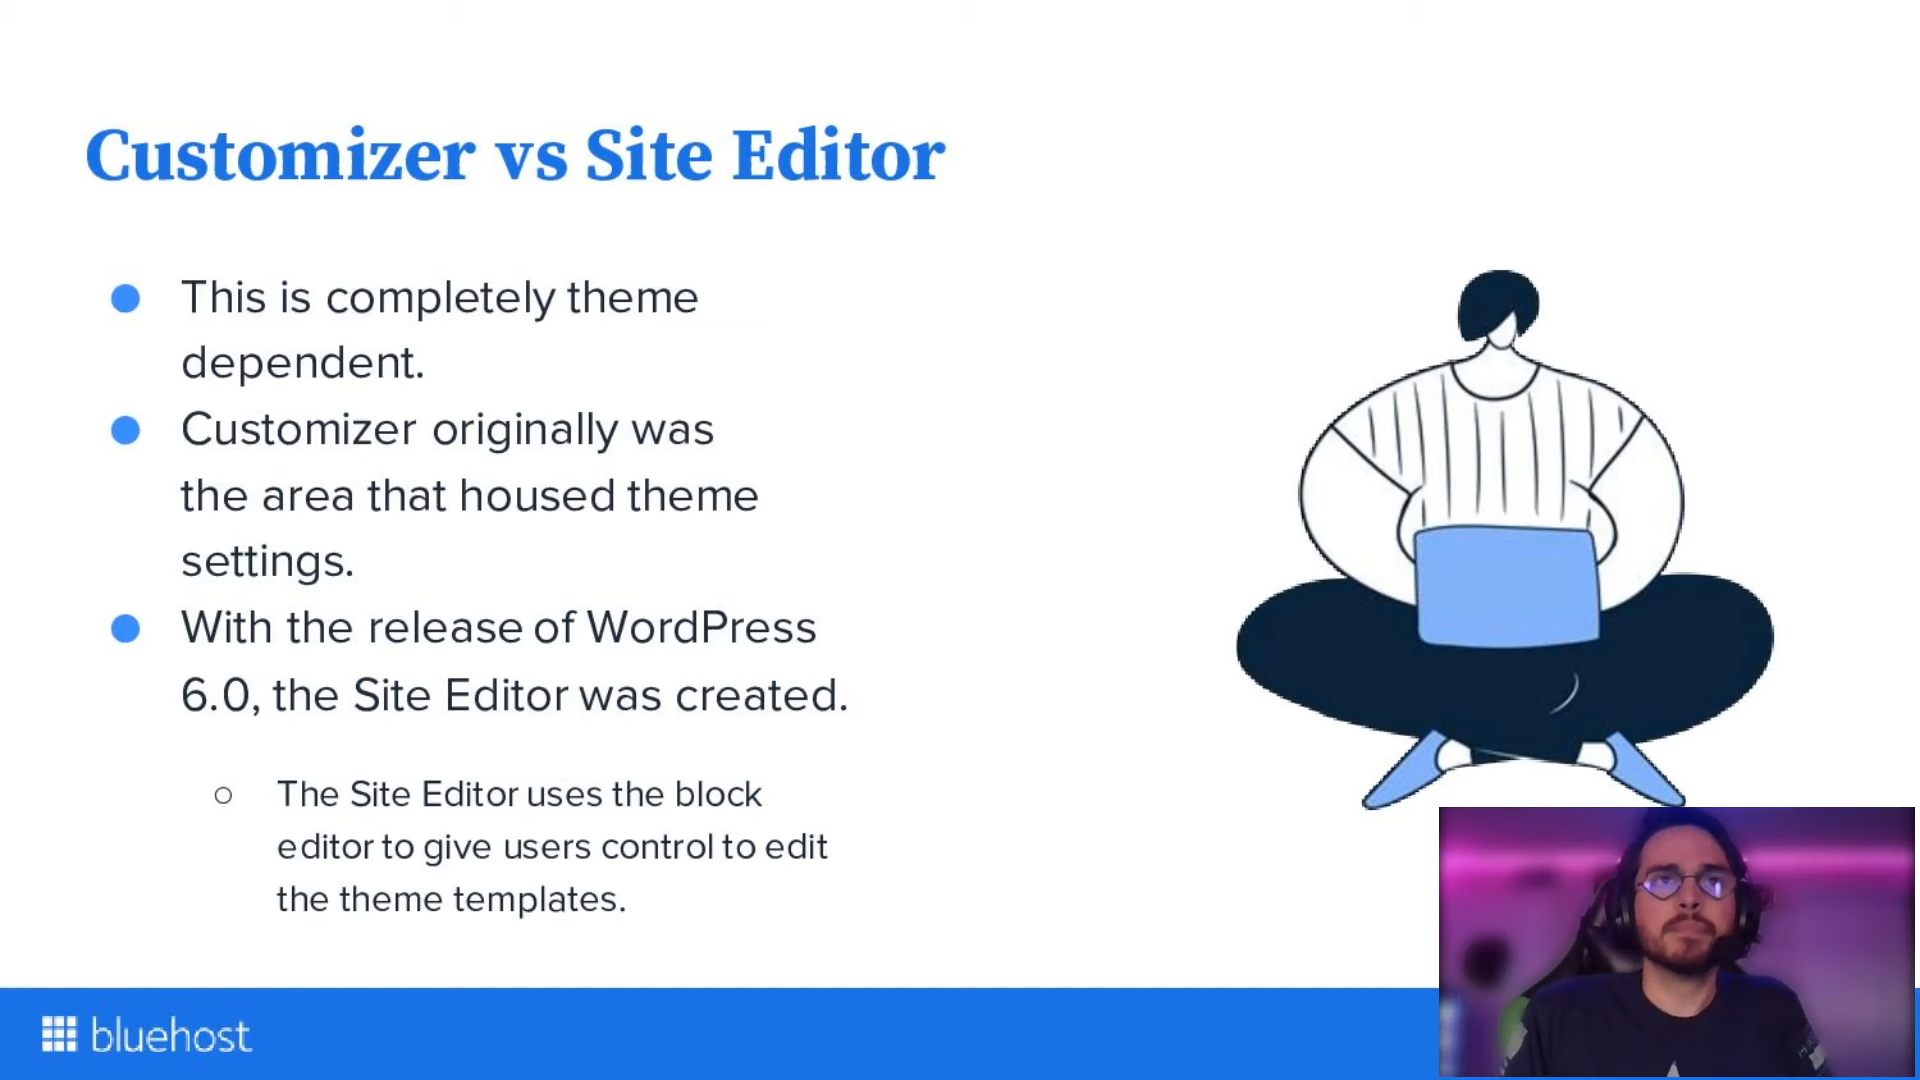 Customizer vs Site Editor
This is completely theme
dependent.
Customizer originally was
the area that housed theme
settings.
With the release of WordPress
6.0, the Site Editor was created.
The Site Editor uses the block
editor to give users control to edit
the theme templates.
bluehost